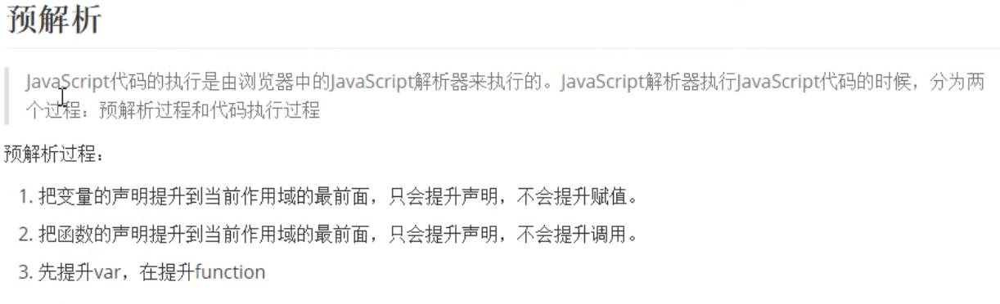 预解析
JavaScript代码的执行是由浏览器中的JavaScript解析器来执行的。JavaScript解析器执行JavaScript代码的时候，分为两
个过程：预解析过程和代码执行过程
预解析过程：
1. 把变量的声明提升到当前作用域的最前面，只会提升声明，不会提升赋值。
2. 把函数的声明提升到当前作用域的最前面，只会提升声明，不会提升调用。
3. 先提升var，在提升function